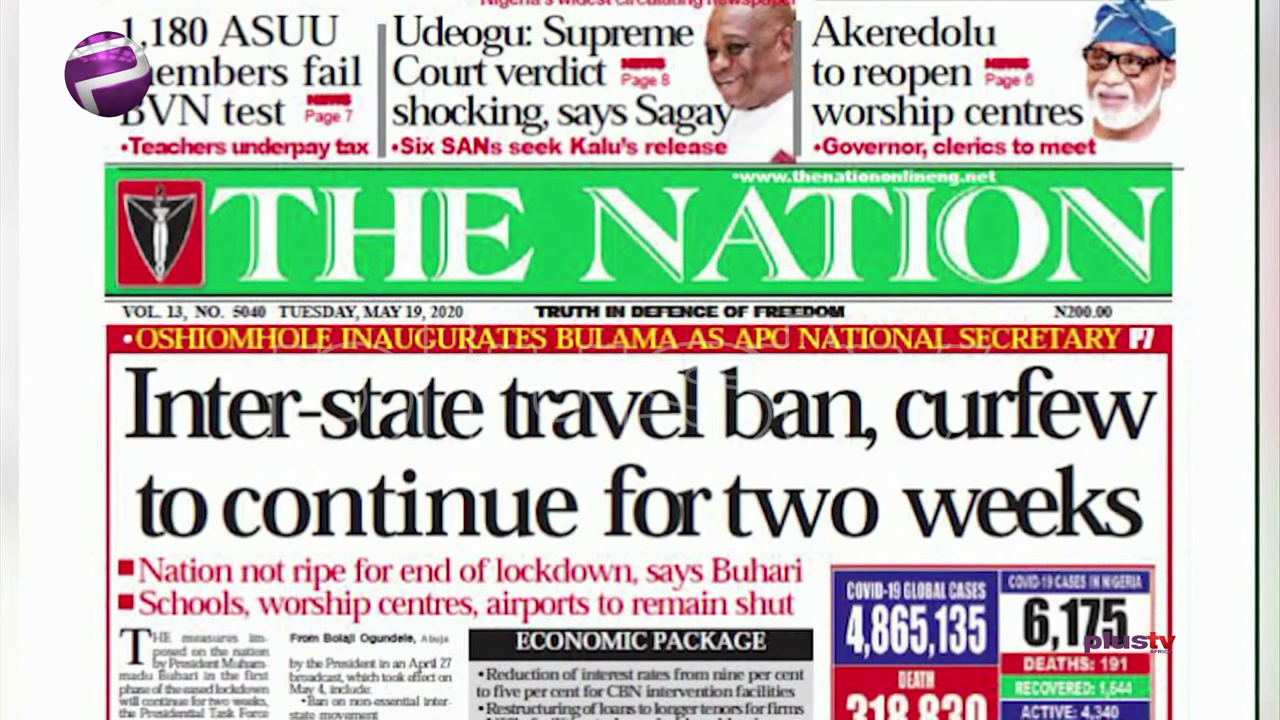 Nigeria's widest circulating newspaper
1,180 ASUU
members fail
BVN test NEWS Page 7
•Teachers underpay tax
Udeogu: Supreme
Court verdict NEWS Page 8
shocking, says Sagay
•Six SANs seek Kalu's release
Akeredolu
to reopen NEWS Page 6
worship centres
•Governor, clerics to meet
•www.thenationonlineng.net
THE NATION
VOL. 13, NO. 5040 TUESDAY, MAY 19, 2020 TRUTH IN DEFENCE OF FREEDOM N200.00
•OSHIOMHOLE INAUGURATES BULAMA AS APC NATIONAL SECRETARY P7
Inter-state travel ban, curfew
to continue for two weeks
Nation not ripe for end of lockdown, says Buhari
Schools, worship centres, airports to remain shut
THE measures im-
posed on the nation
by President Muham-
madu Buhari in the first
phase of the eased lockdown
will continue for two weeks,
the Presidential Task Force
From Bolaji Ogundele, Abuja
by the President in an April 27
broadcast, which took effect on
May 4, include:
•Ban on non-essential inter-
state movement
ECONOMIC PACKAGE
•Reduction of interest rates from nine per cent
to five per cent for CBN intervention facilities
•Restructuring of loans to longer tenors for firms
COVID-19 GLOBAL CASES
4,865,135
DEATH
318,830
COVID-19 CASES IN NIGERIA
6,175
DEATHS: 191
RECOVERED: 1,644
ACTIVE: 4,340
plustv
AFRICA